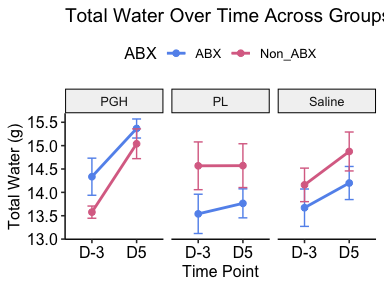 Total Water Over Time Across Groups
ABX ABX Non_ABX
PGH PL Saline
15.5
15.0
14.5
14.0
13.5
13.0
Total Water (g)
D-3 D5 D-3 D5 D-3 D5
Time Point